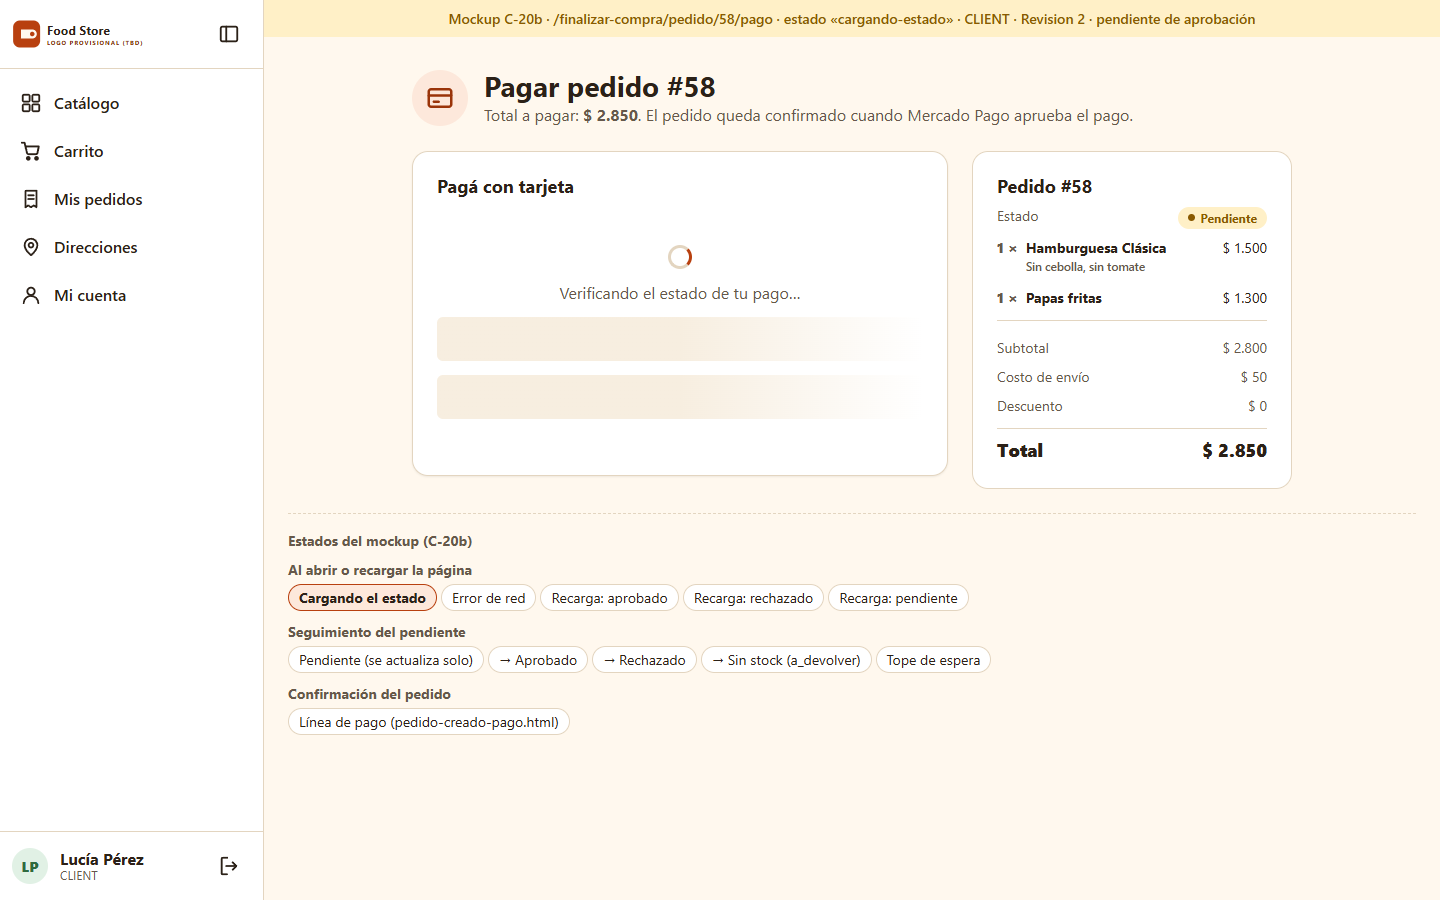 Food Store
LOGO PROVISIONAL (TBD)
Catálogo
Carrito
Mis pedidos
Direcciones
Mi cuenta
LP
Lucía Pérez
CLIENT
Mockup C-20b · /finalizar-compra/pedido/58/pago · estado «cargando-estado» · CLIENT · Revision 2 · pendiente de aprobación
Pagar pedido #58
Total a pagar: $ 2.850. El pedido queda confirmado cuando Mercado Pago aprueba el pago.
Pagá con tarjeta
Verificando el estado de tu pago...
Pedido #58
Estado Pendiente
1 × Hamburguesa Clásica $ 1.500
Sin cebolla, sin tomate
1 × Papas fritas $ 1.300
Subtotal $ 2.800
Costo de envío $ 50
Descuento $ 0
Total $ 2.850
Estados del mockup (C-20b)
Al abrir o recargar la página
Cargando el estado Error de red Recarga: aprobado Recarga: rechazado Recarga: pendiente
Seguimiento del pendiente
Pendiente (se actualiza solo) → Aprobado → Rechazado → Sin stock (a_devolver) Tope de espera
Confirmación del pedido
Línea de pago (pedido-creado-pago.html)